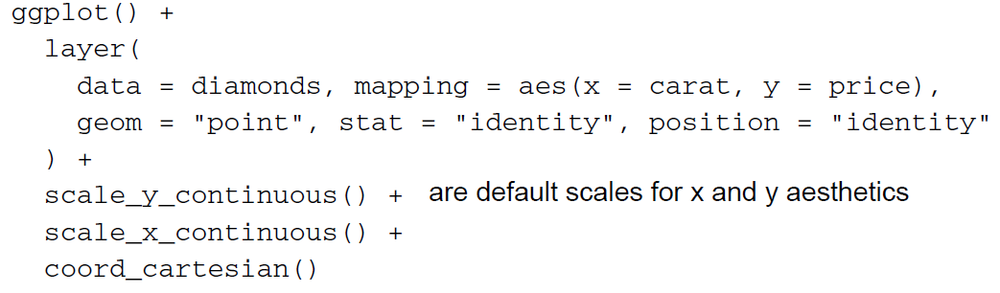 ggplot() +
layer(
data = diamonds, mapping = aes(x = carat, y = price),
geom = "point", stat = "identity", position = "identity"
) +
scale_y_continuous() + are default scales for x and y aesthetics
scale_x_continuous() +
coord_cartesian()